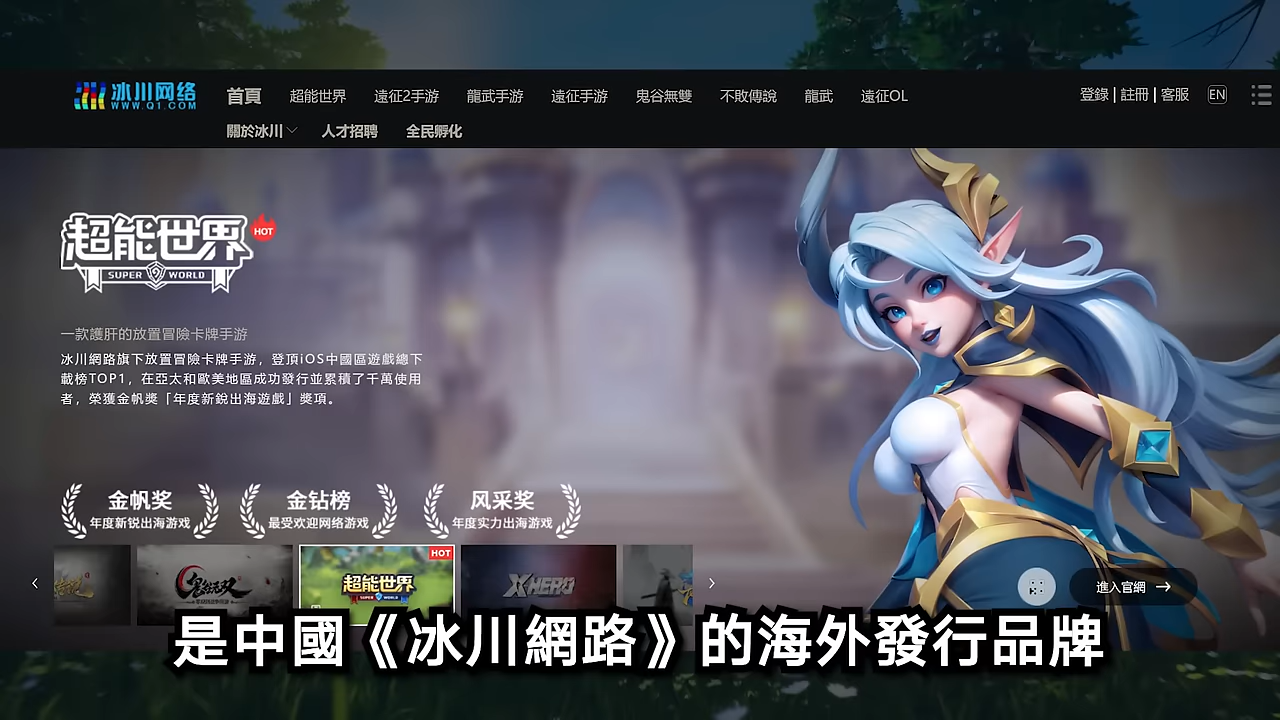 冰川网络
WWW.Q1.COM
首頁 超能世界 遠征2手游 龍武手游 遠征手游 鬼谷無雙 不敗傳說 龍武 遠征OL
登錄 | 註冊 | 客服 EN
關於冰川 人才招聘 全民孵化
超能世界 HOT
SUPER WORLD
一款護肝的放置冒險卡牌手游
冰川網路旗下放置冒險卡牌手游，登頂iOS中國區遊戲總下
載榜TOP1，在亞太和歐美地區成功發行並累積了千萬使用
者，榮獲金帆獎「年度新銳出海遊戲」獎項。
金帆奖 金钻榜 风采奖
年度新锐出海游戏 最受欢迎网络游戏 年度实力出海游戏
HOT
鬼谷无双 超能世界 X-HERO
SUPER WORLD
進入官網 →
是中國《冰川網路》的海外發行品牌